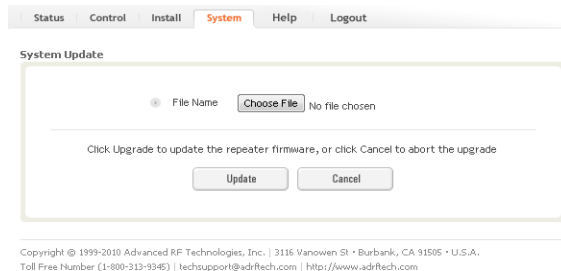 Status Control Install System Help Logout
System Update
File Name Choose File No file chosen
Click Upgrade to update the repeater firmware, or click Cancel to abort the upgrade
Update Cancel
Copyright © 1999-2010 Advanced RF Technologies, Inc. | 3116 Vanowen St • Burbank, CA 91505 • U.S.A.
Toll Free Number (1-800-313-9345) | techsupport@adrftech.com | http://www.adrftech.com